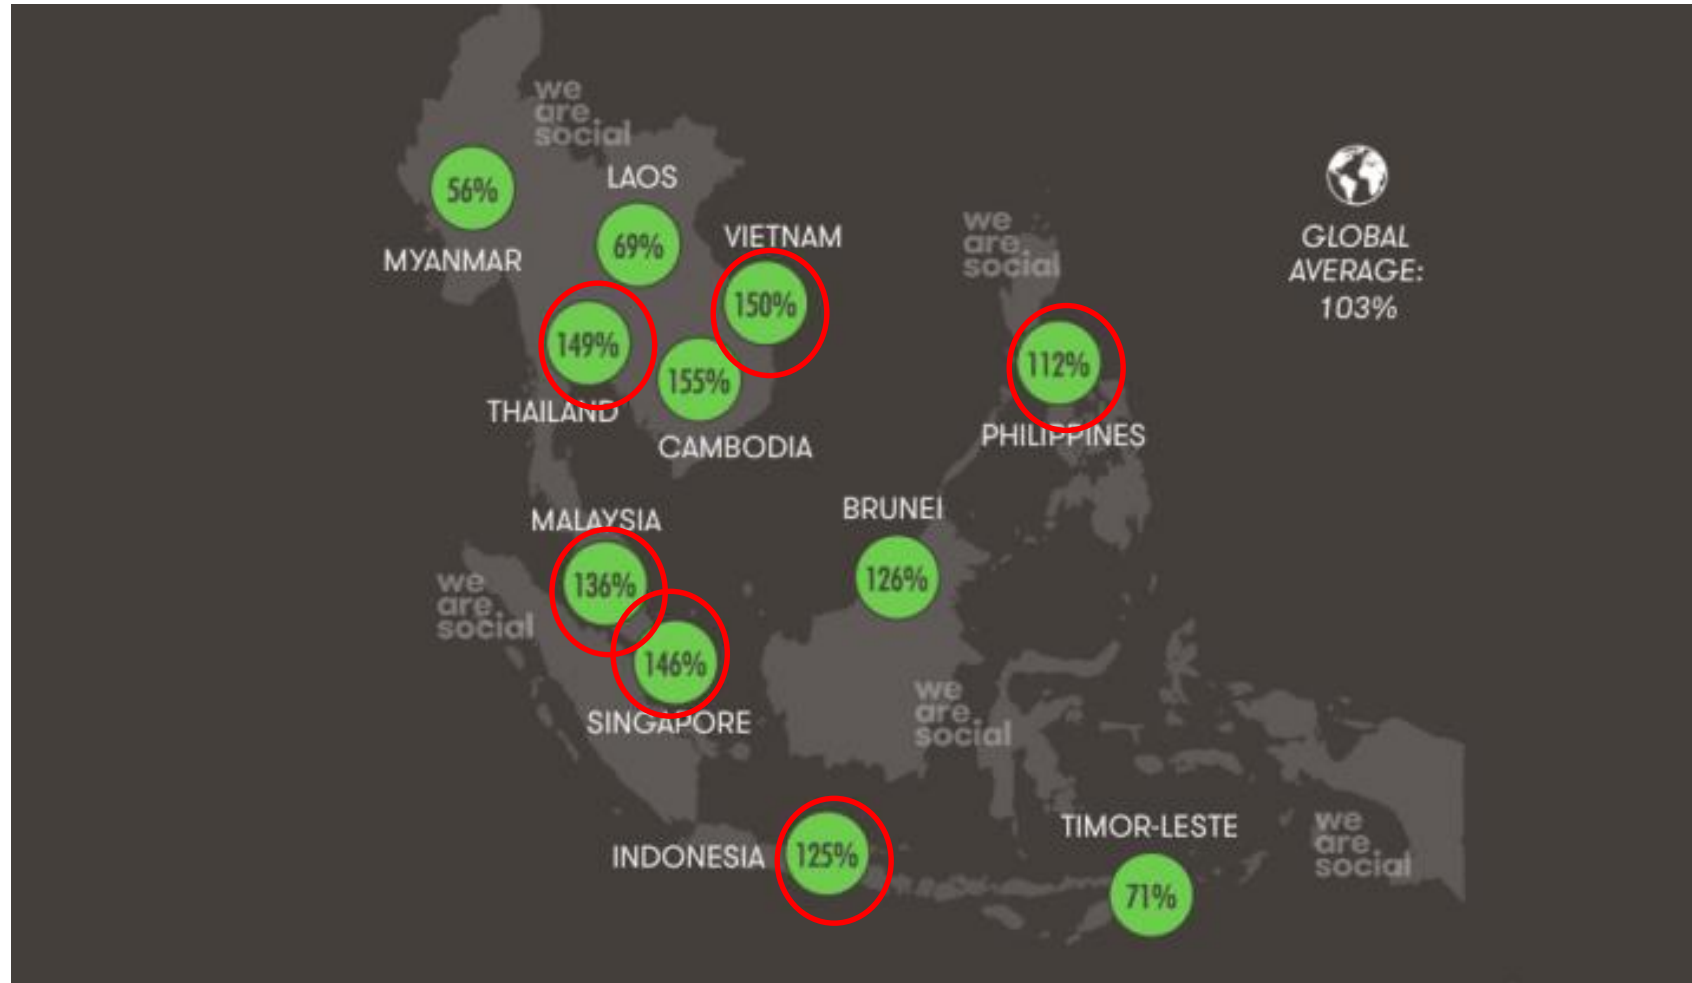 we
are.
social
56%
MYANMAR
LAOS
69%
VIETNAM
150%
149%
THAILAND
155%
CAMBODIA
we
are.
social
112%
PHILIPPINES
GLOBAL
AVERAGE:
103%
MALAYSIA
136%
we
are.
social
146%
SINGAPORE
BRUNEI
126%
we
are.
social
INDONESIA 125%
TIMOR-LESTE
71%
we
are.
social